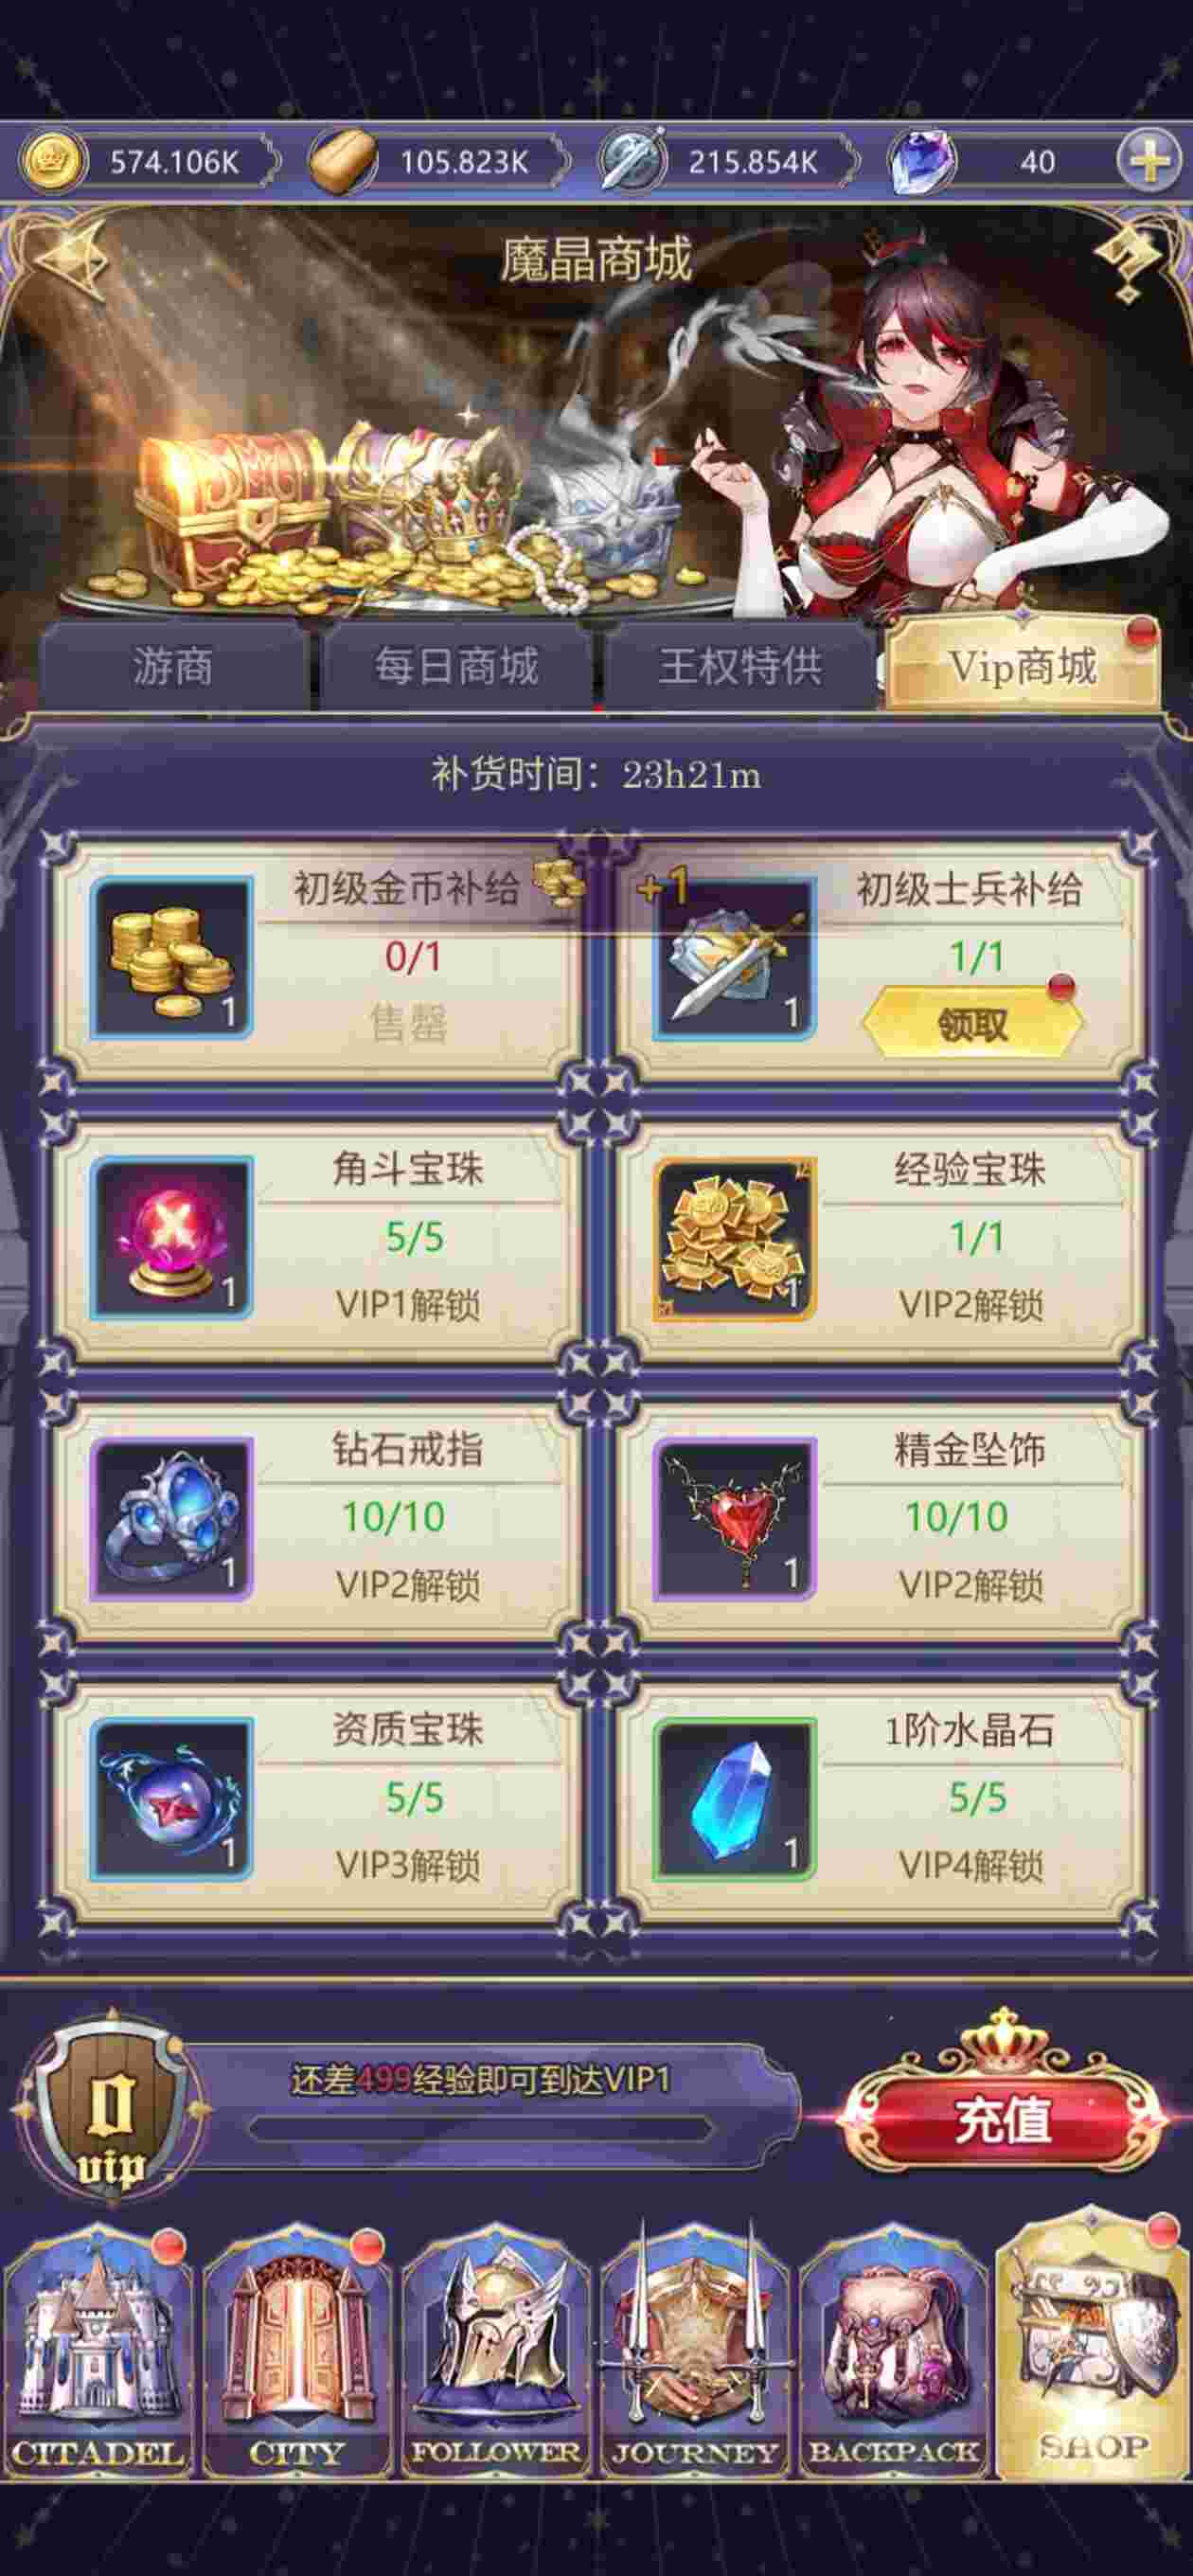 574.106K 105.823K 215.854K 40
魔晶商城
游商 每日商城 王权特供 Vip商城
补货时间：23h21m
初级金币补给 +1 初级士兵补给
0/1 1/1
1 售罄 1 领取
角斗宝珠 经验宝珠
5/5 1/1
1 VIP1解锁 1 VIP2解锁
钻石戒指 精金坠饰
10/10 10/10
1 VIP2解锁 1 VIP2解锁
资质宝珠 1阶水晶石
5/5 5/5
1 VIP3解锁 1 VIP4解锁
还差499经验即可到达VIP1
0
vip
充值
CITADEL CITY FOLLOWER JOURNEY BACKPACK SHOP